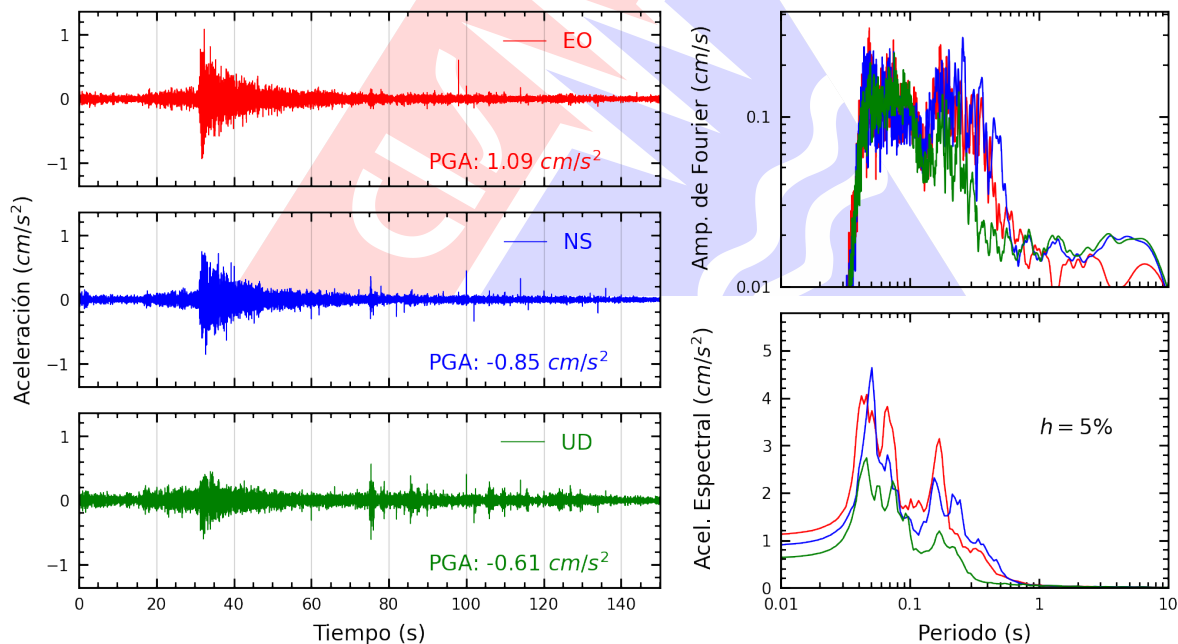 1
0
−1
EO
PGA: 1.09 cm/s²
1
0
−1
NS
PGA: -0.85 cm/s²
1
0
−1
UD
PGA: -0.61 cm/s²
0 20 40 60 80 100 120 140
Tiempo (s)
Aceleración (cm/s²)
0.1
0.01
Amp. de Fourier (cm/s)
5
4
3
2
1
0
Acel. Espectral (cm/s²)
h = 5%
0.01 0.1 1 10
Periodo (s)